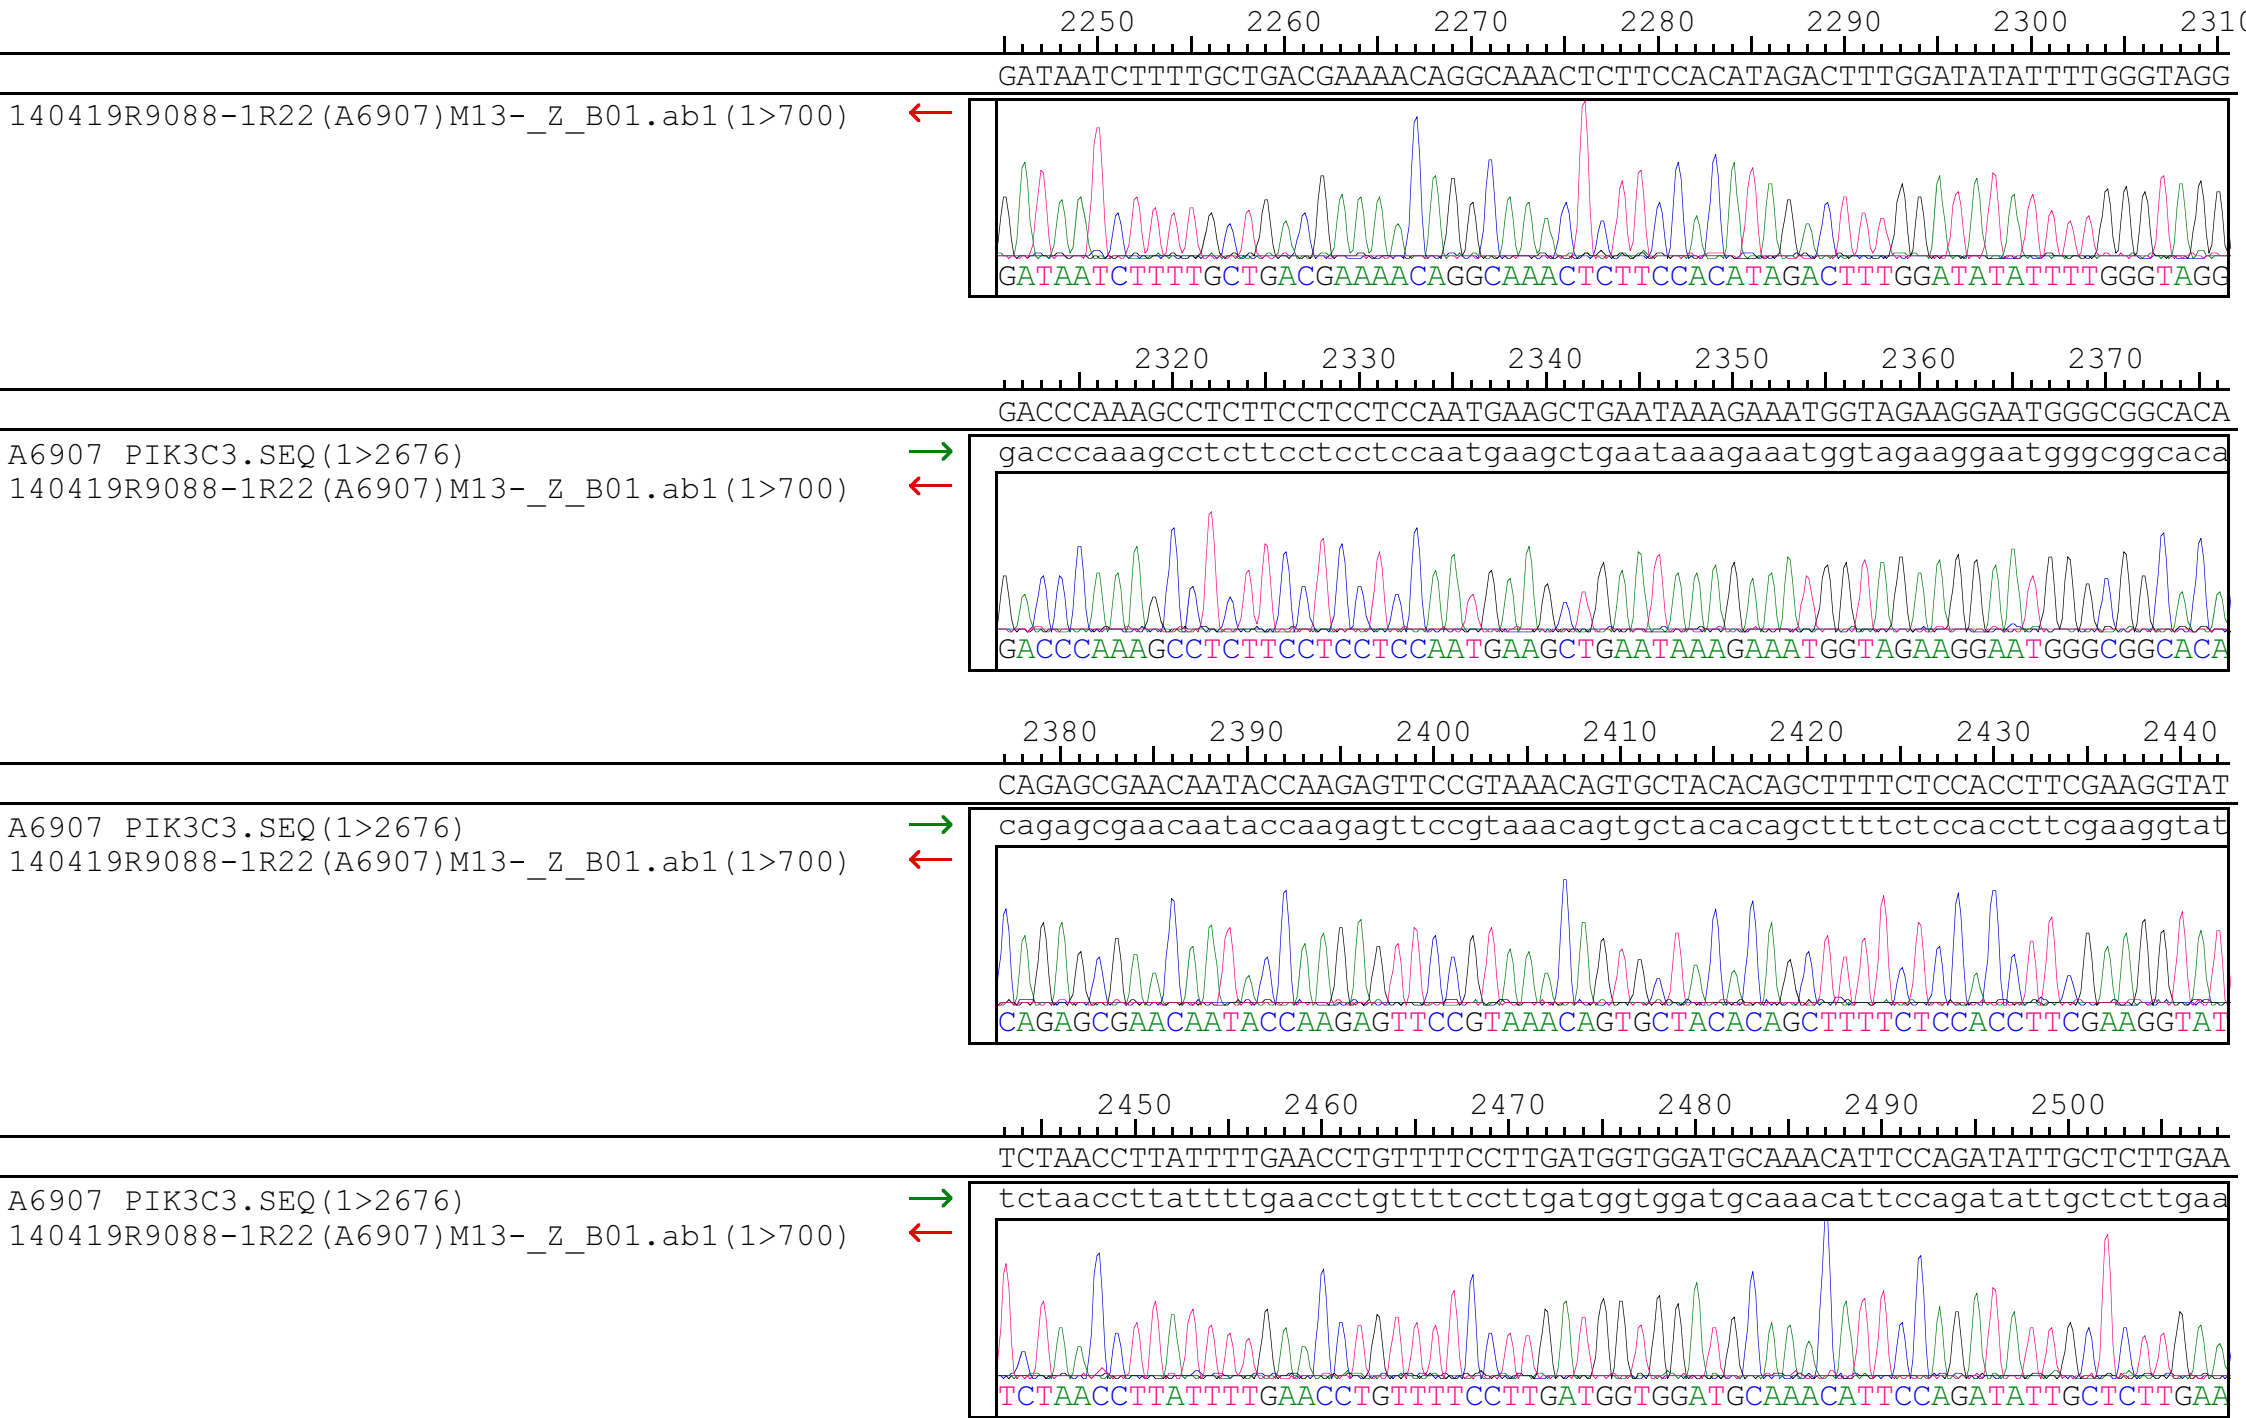 2250 2260 2270 2280 2290 2300 2310
GATAATCTTTTGCTGACGAAAACAGGCAAACTCTTCCACATAGACTTTGGATATATTTTGGGTAGG
140419R9088-1R22(A6907)M13-_Z_B01.ab1(1>700) ←
GATAATCTTTTGCTGACGAAAACAGGCAAACTCTTCCACATAGACTTTGGATATATTTTGGGTAGG
2320 2330 2340 2350 2360 2370
GACCCAAAGCCTCTTCCTCCTCCAATGAAGCTGAATAAAGAAATGGTAGAAGGAATGGGCGGCACA
A6907 PIK3C3.SEQ(1>2676) → gacccaaagcctcttcctcctccaatgaagctgaataaagaaatggtagaaggaatgggcggcaca
140419R9088-1R22(A6907)M13-_Z_B01.ab1(1>700) ←
GACCCAAAGCCTCTTCCTCCTCCAATGAAGCTGAATAAAGAAATGGTAGAAGGAATGGGCGGCACA
2380 2390 2400 2410 2420 2430 2440
CAGAGCGAACAATACCAAGAGTTCCGTAAACAGTGCTACACAGCTTTTCTCCACCTTCGAAGGTAT
A6907 PIK3C3.SEQ(1>2676) → cagagcgaacaataccaagagttccgtaaacagtgctacacagcttttctccaccttcgaaggtat
140419R9088-1R22(A6907)M13-_Z_B01.ab1(1>700) ←
CAGAGCGAACAATACCAAGAGTTCCGTAAACAGTGCTACACAGCTTTTCTCCACCTTCGAAGGTAT
2450 2460 2470 2480 2490 2500
TCTAACCTTATTTTGAACCTGTTTTCCTTGATGGTGGATGCAAACATTCCAGATATTGCTCTTGAA
A6907 PIK3C3.SEQ(1>2676) → tctaaccttattttgaacctgttttccttgatggtggatgcaaacattccagatattgctcttgaa
140419R9088-1R22(A6907)M13-_Z_B01.ab1(1>700) ←
TCTAACCTTATTTTGAACCTGTTTTCCTTGATGGTGGATGCAAACATTCCAGATATTGCTCTTGAA